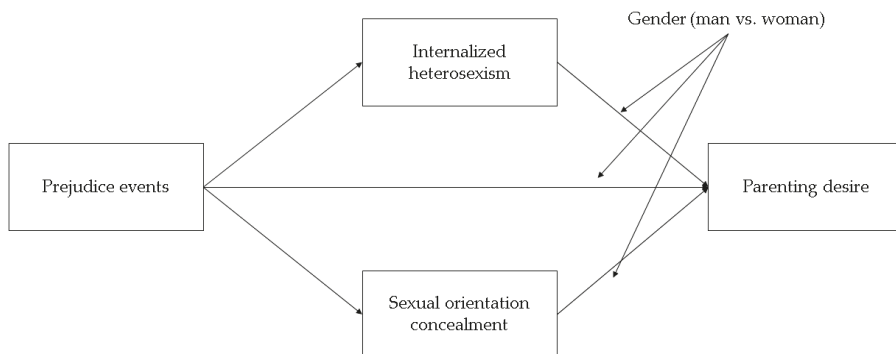 Gender (man vs. woman)
Internalized
heterosexism
Prejudice events
Parenting desire
Sexual orientation
concealment